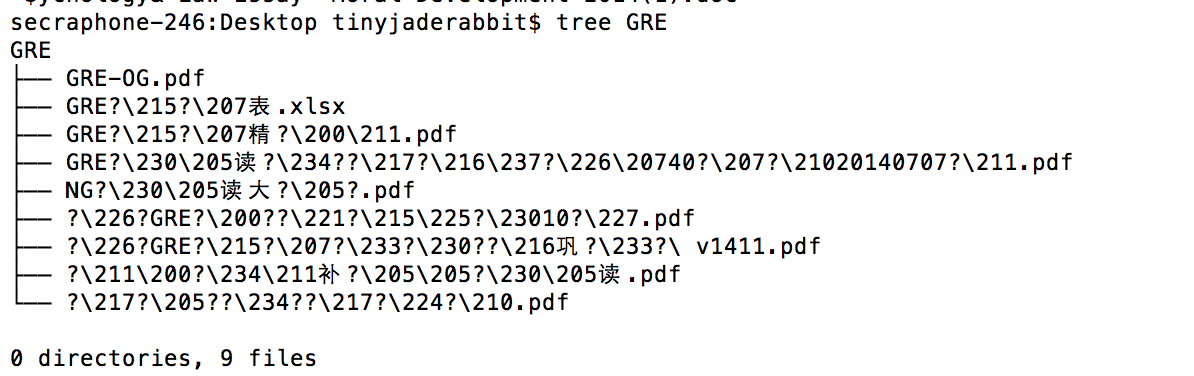 secraphone-246:Desktop tinyjaderabbit$ tree GRE
GRE
├── GRE-OG.pdf
├── GRE?\215?\207表.xlsx
├── GRE?\215?\207精?\200\211.pdf
├── GRE?\230\205读?\234??\217?\216\237?\226\20740?\207?\21020140707?\211.pdf
├── NG?\230\205读大?\205?.pdf
├── ?\226?GRE?\200??\221?\215\225?\23010?\227.pdf
├── ?\226?GRE?\215?\207?\233?\230??\216巩?\233?\ v1411.pdf
├── ?\211\200?\234\211补?\205\205?\230\205读.pdf
└── ?\217?\205??\234??\217?\224?\210.pdf
0 directories, 9 files